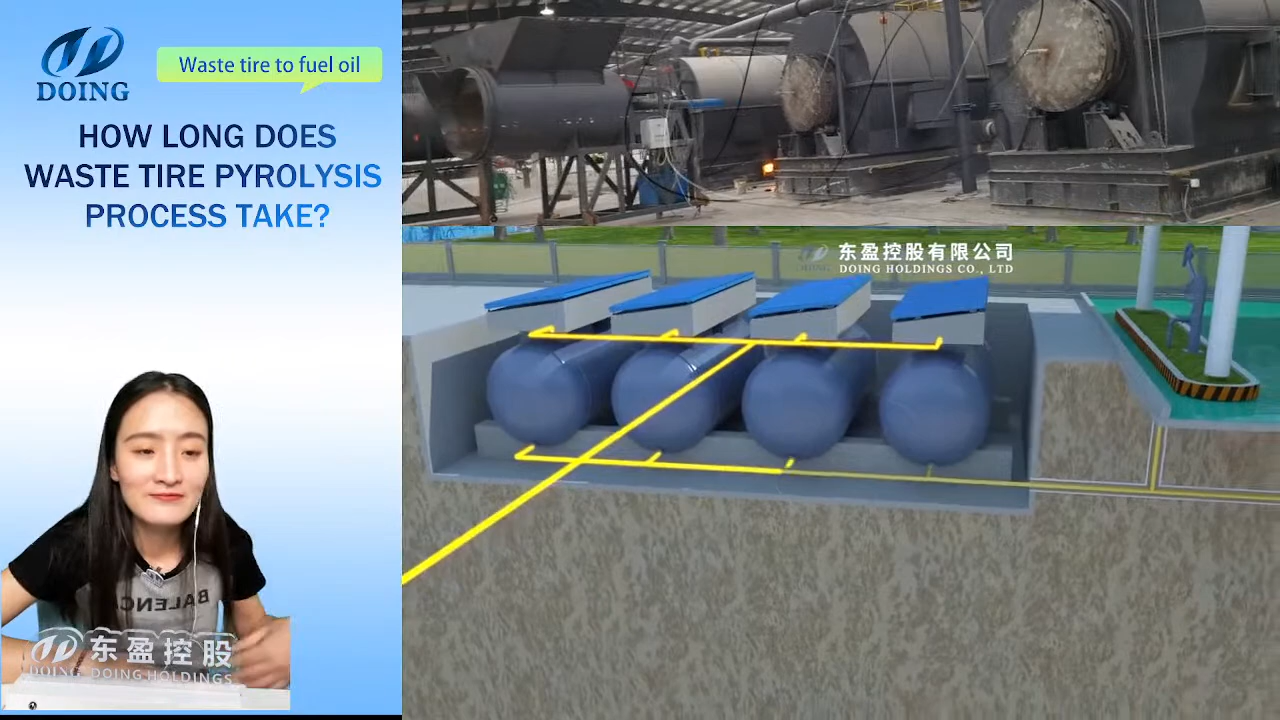 DOING
Waste tire to fuel oil
HOW LONG DOES
WASTE TIRE PYROLYSIS
PROCESS TAKE?
东盈控股有限公司
DOING HOLDINGS CO., LTD
BALENC
东盈控股
DOING HOLDINGS